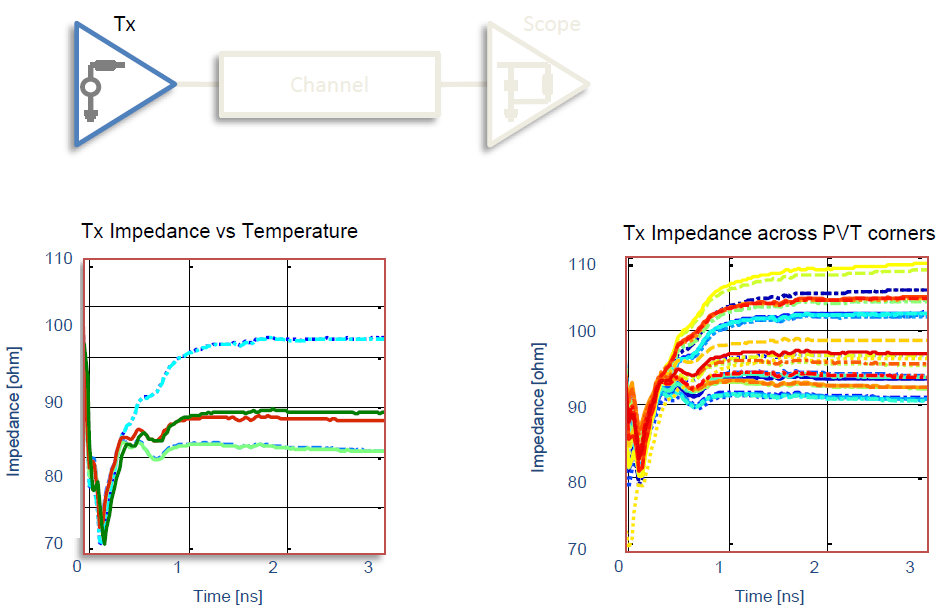 Tx
Scope
Channel
Tx Impedance vs Temperature
110
100
90
80
70
Impedance [ohm]
0
1
2
3
Time [ns]
Tx Impedance across PVT corners
110
100
90
80
70
Impedance [ohm]
0
1
2
3
Time [ns]